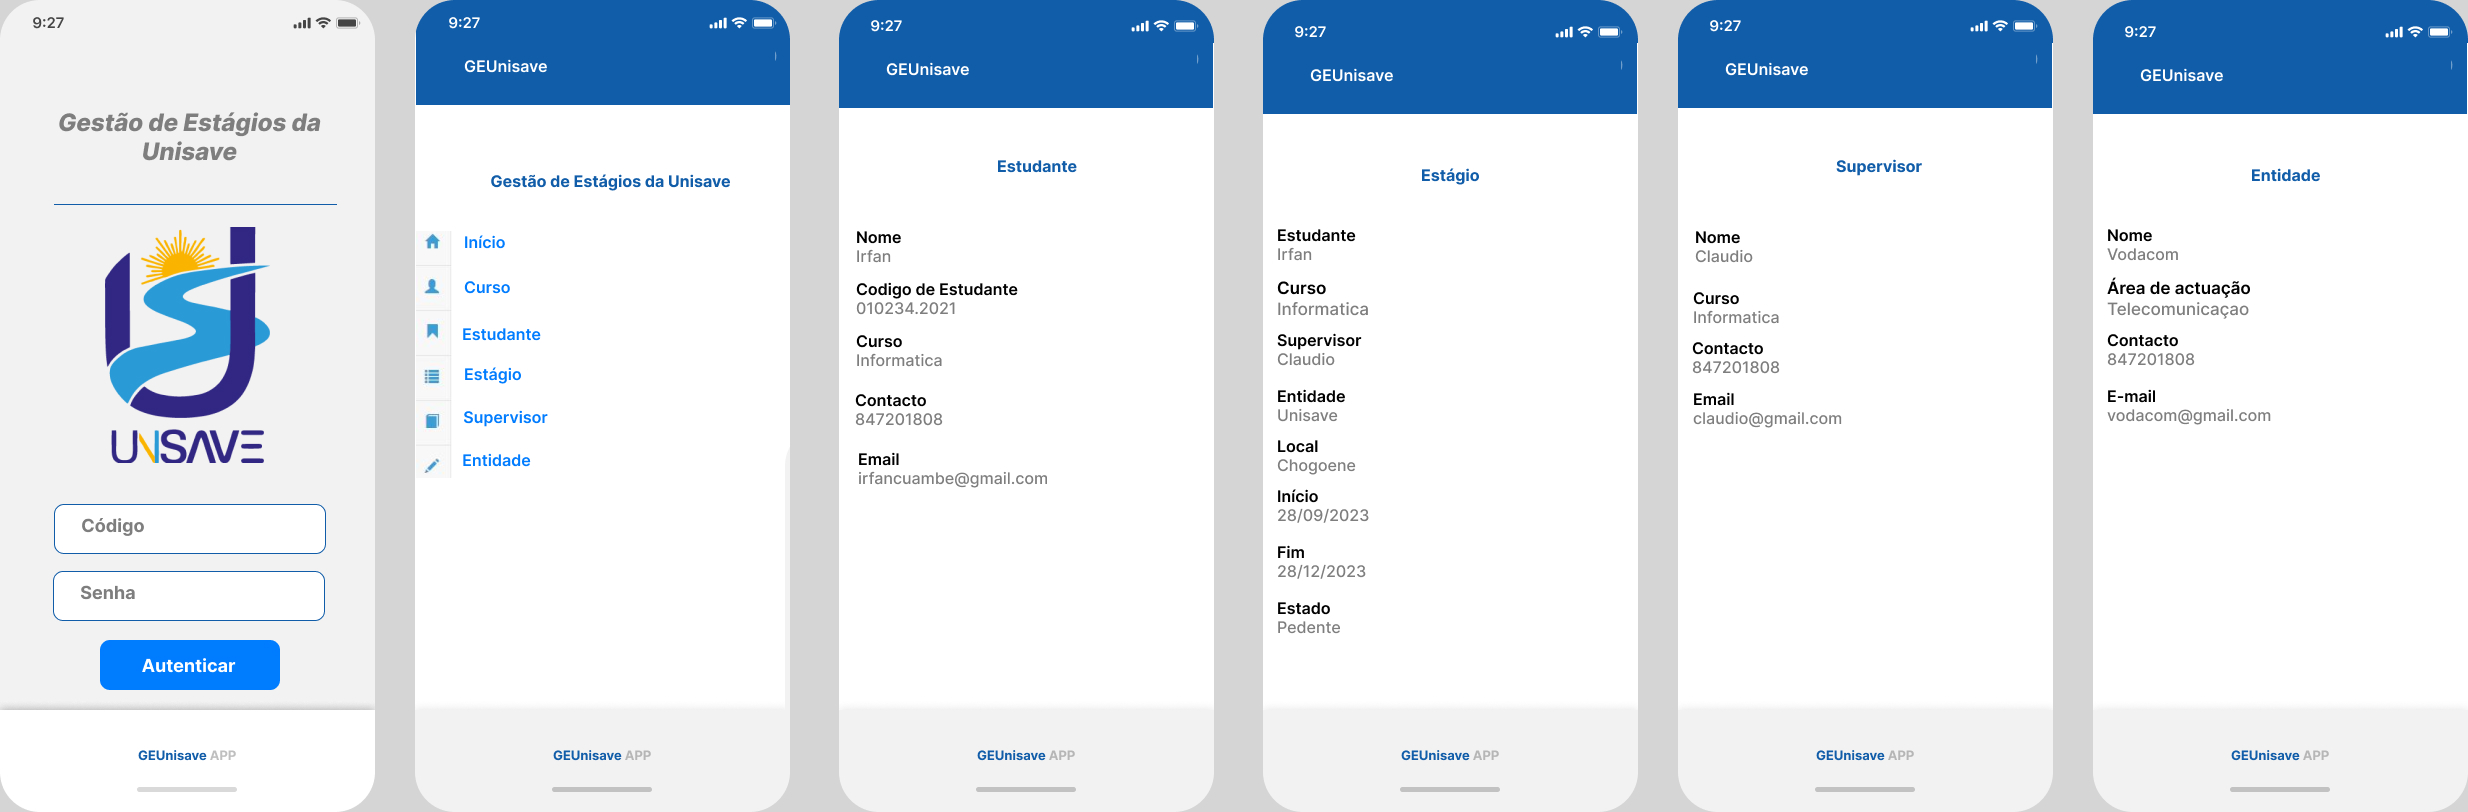 9:27
Gestão de Estágios da
Unisave
UNSAVE
Código
Senha
Autenticar
GEUnisave APP
9:27
GEUnisave
Gestão de Estágios da Unisave
Início
Curso
Estudante
Estágio
Supervisor
Entidade
GEUnisave APP
9:27
GEUnisave
Estudante
Nome
Irfan
Codigo de Estudante
010234.2021
Curso
Informatica
Contacto
847201808
Email
irfancuambe@gmail.com
GEUnisave APP
9:27
GEUnisave
Estágio
Estudante
Irfan
Curso
Informatica
Supervisor
Claudio
Entidade
Unisave
Local
Chogoene
Início
28/09/2023
Fim
28/12/2023
Estado
Pedente
GEUnisave APP
9:27
GEUnisave
Supervisor
Nome
Claudio
Curso
Informatica
Contacto
847201808
Email
claudio@gmail.com
GEUnisave APP
9:27
GEUnisave
Entidade
Nome
Vodacom
Área de actuação
Telecomunicaçao
Contacto
847201808
E-mail
vodacom@gmail.com
GEUnisave APP